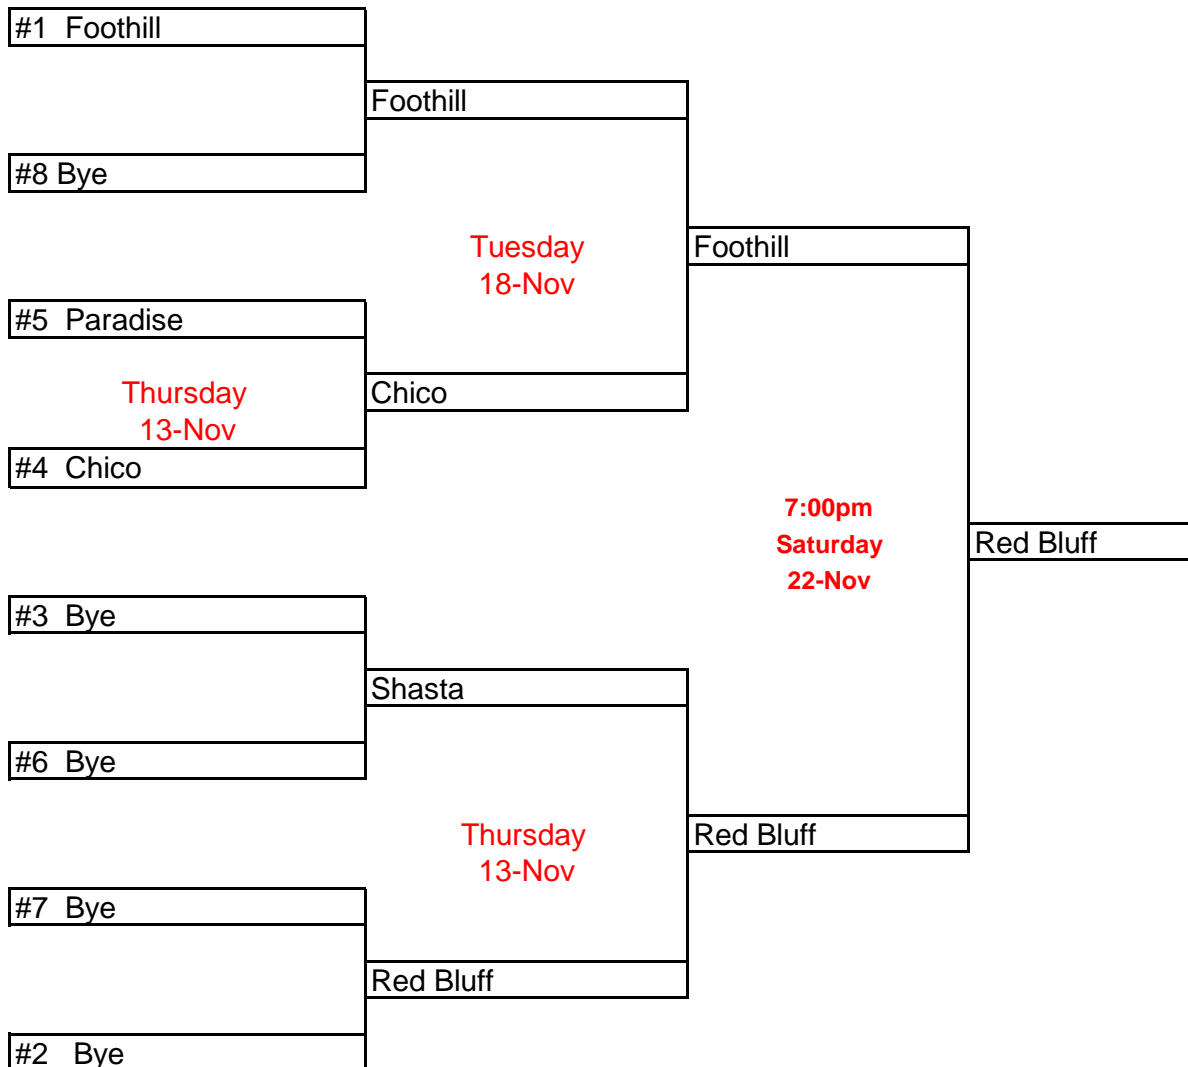 #1  Foothill
Foothill
#8 Bye
Tuesday
18-Nov
Foothill
#5  Paradise
Thursday
13-Nov
Chico
#4  Chico
7:00pm
Saturday
22-Nov
Red Bluff
#3  Bye
Shasta
#6  Bye
Thursday
13-Nov
Red Bluff
#7  Bye
Red Bluff
#2   Bye